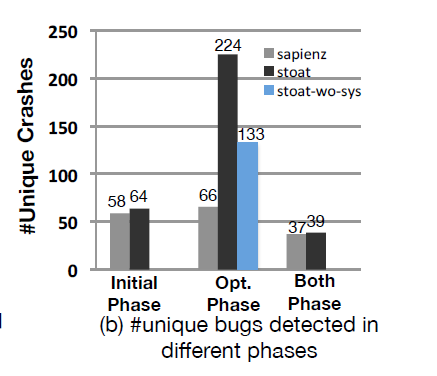 250
200
150
100
50
0
#Unique Crashes
224
sapienz
stoat
stoat-wo-sys
133
58 64
66
37 39
Initial Phase
Opt. Phase
Both Phase
(b) #unique bugs detected in
different phases